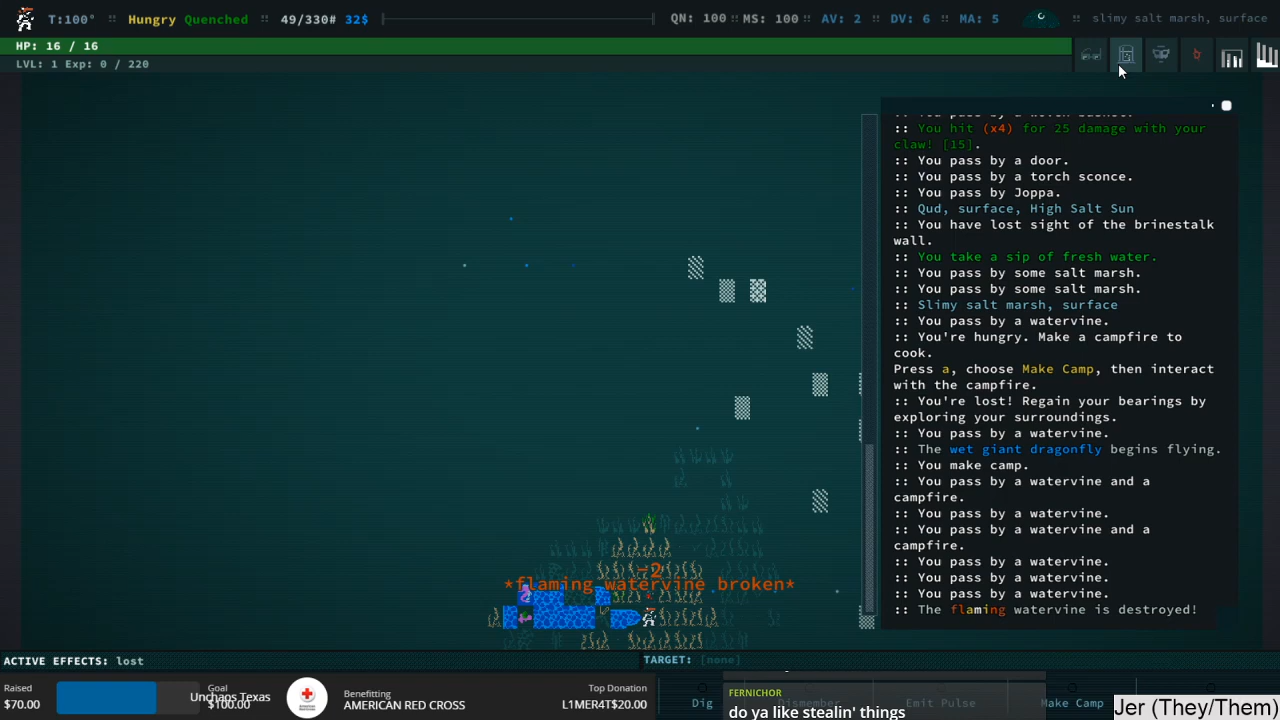 T:100° :: Hungry Quenched :: 49/330# 32$ QN: 100 :: MS: 100 :: AV: 2 :: DV: 6 :: MA: 5 :: slimy salt marsh, surface
HP: 16 / 16
LVL: 1 Exp: 0 / 220
:: You hit (x4) for 25 damage with your
claw! [15].
:: You pass by a door.
:: You pass by a torch sconce.
:: You pass by Joppa.
:: Qud, surface, High Salt Sun
:: You have lost sight of the brinestalk
wall.
:: You take a sip of fresh water.
:: You pass by some salt marsh.
:: You pass by some salt marsh.
:: Slimy salt marsh, surface
:: You pass by a watervine.
:: You're hungry. Make a campfire to
cook.
Press a, choose Make Camp, then interact
with the campfire.
:: You're lost! Regain your bearings by
exploring your surroundings.
:: You pass by a watervine.
:: The wet giant dragonfly begins flying.
:: You make camp.
:: You pass by a watervine and a
campfire.
:: You pass by a watervine.
:: You pass by a watervine and a
campfire.
:: You pass by a watervine.
:: You pass by a watervine.
:: You pass by a watervine.
:: The flaming watervine is destroyed!
-2
*flaming watervine broken*
ACTIVE EFFECTS: lost
TARGET: [none]
Raised
$70.00
Goal
$100.00
Unchaos Texas
Benefitting
AMERICAN RED CROSS
Top Donation
L1MER4T$20.00
Dig
Dismember
Emit Pulse
Make Camp
FERNICHOR
do ya like stealin' things
Jer (They/Them)